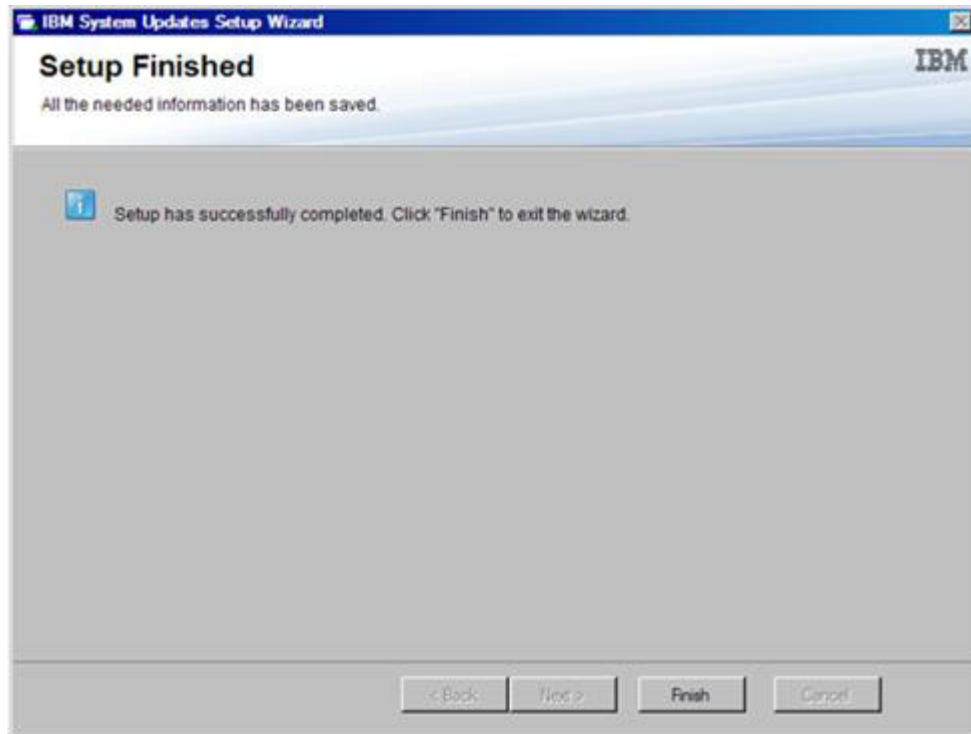 IBM System Updates Setup Wizard
Setup Finished
IBM
All the needed information has been saved.
Setup has successfully completed. Click "Finish" to exit the wizard.
< Back Next > Finish Cancel